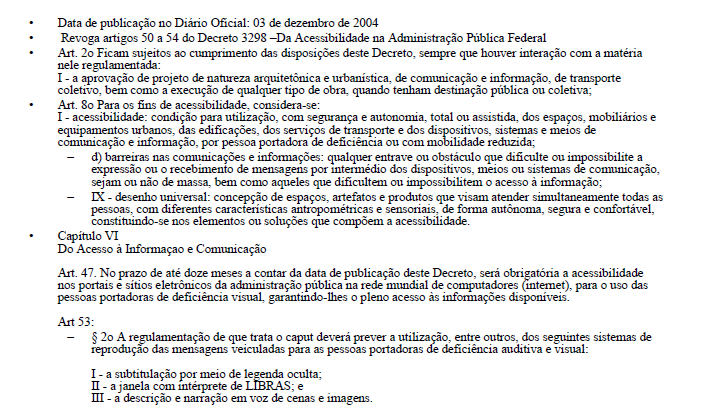 • Data de publicação no Diário Oficial: 03 de dezembro de 2004
• Revoga artigos 50 a 54 do Decreto 3298 –Da Acessibilidade na Administração Pública Federal
• Art. 2o Ficam sujeitos ao cumprimento das disposições deste Decreto, sempre que houver interação com a matéria
nele regulamentada:
I - a aprovação de projeto de natureza arquitetônica e urbanística, de comunicação e informação, de transporte
coletivo, bem como a execução de qualquer tipo de obra, quando tenham destinação pública ou coletiva;
• Art. 8o Para os fins de acessibilidade, considera-se:
I - acessibilidade: condição para utilização, com segurança e autonomia, total ou assistida, dos espaços, mobiliários e
equipamentos urbanos, das edificações, dos serviços de transporte e dos dispositivos, sistemas e meios de
comunicação e informação, por pessoa portadora de deficiência ou com mobilidade reduzida;
– d) barreiras nas comunicações e informações: qualquer entrave ou obstáculo que dificulte ou impossibilite a
expressão ou o recebimento de mensagens por intermédio dos dispositivos, meios ou sistemas de comunicação,
sejam ou não de massa, bem como aqueles que dificultem ou impossibilitem o acesso à informação;
– IX - desenho universal: concepção de espaços, artefatos e produtos que visam atender simultaneamente todas as
pessoas, com diferentes características antropométricas e sensoriais, de forma autônoma, segura e confortável,
constituindo-se nos elementos ou soluções que compõem a acessibilidade.
• Capítulo VI
Do Acesso à Informaçao e Comunicação
Art. 47. No prazo de até doze meses a contar da data de publicação deste Decreto, será obrigatória a acessibilidade
nos portais e sítios eletrônicos da administração pública na rede mundial de computadores (internet), para o uso das
pessoas portadoras de deficiência visual, garantindo-lhes o pleno acesso às informações disponíveis.
Art 53:
– § 2o A regulamentação de que trata o caput deverá prever a utilização, entre outros, dos seguintes sistemas de
reprodução das mensagens veiculadas para as pessoas portadoras de deficiência auditiva e visual:
I - a subtitulação por meio de legenda oculta;
II - a janela com intérprete de LIBRAS; e
III - a descrição e narração em voz de cenas e imagens.